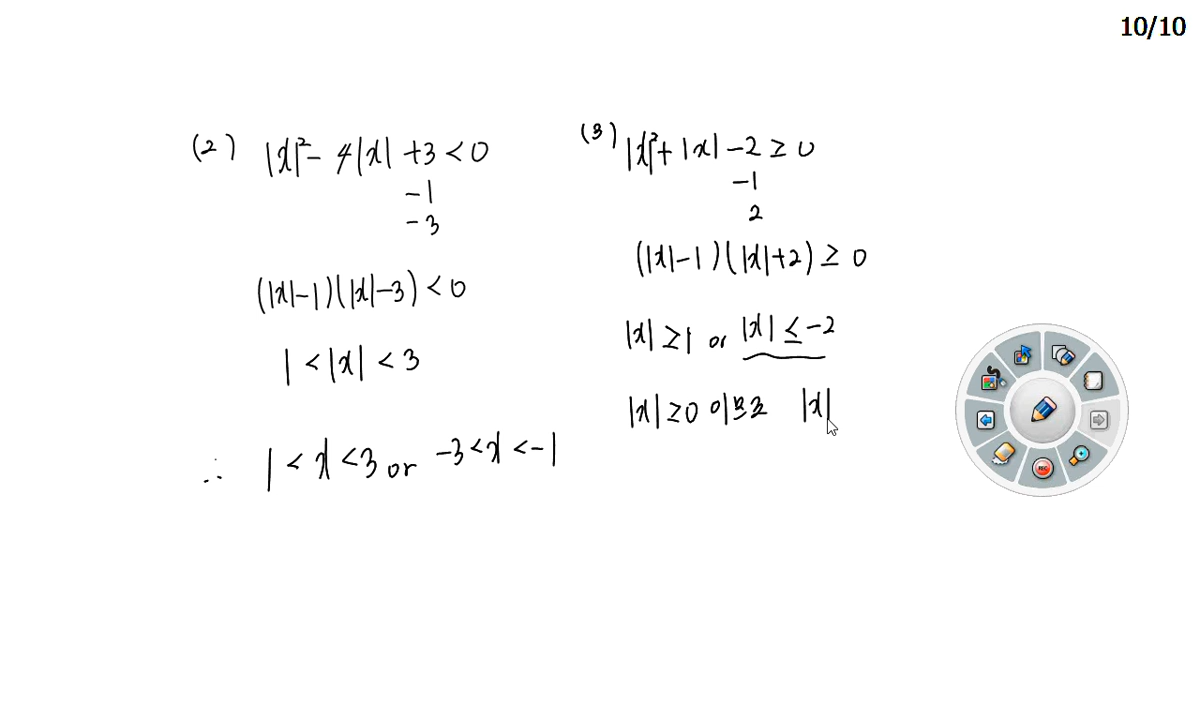 10/10
(2) |x|² - 4|x| + 3 < 0
-1
-3
(|x|-1)(|x|-3) < 0
1 < |x| < 3
∴ 1 < x < 3 or -3 < x < -1
(3) |x|² + |x| - 2 ≥ 0
-1
2
(|x|-1)(|x|+2) ≥ 0
|x| ≥ 1 or |x| ≤ -2
|x| ≥ 0 이므로 |x|
REC